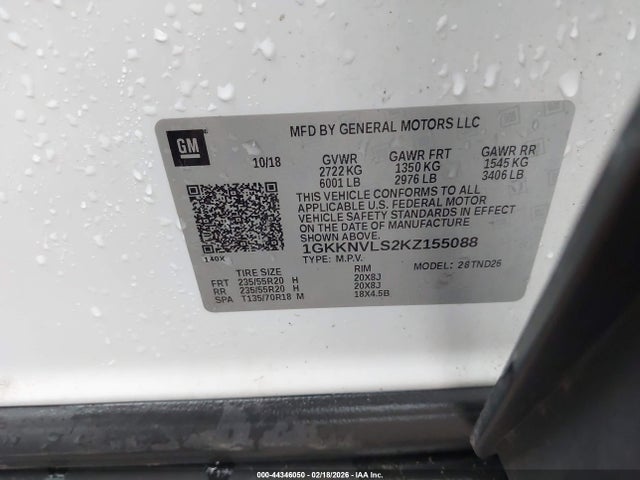 GM
MFD BY GENERAL MOTORS LLC
10/18
GVWR GAWR FRT GAWR RR
2722 KG 1350 KG 1545 KG
6001 LB 2976 LB 3406 LB
THIS VEHICLE CONFORMS TO ALL
APPLICABLE U.S. FEDERAL MOTOR
VEHICLE SAFETY STANDARDS IN EFFECT
ON THE DATE OF MANUFACTURE
SHOWN ABOVE.
1GKKNVLS2KZ155088
140X TYPE: M.P.V. MODEL: 28TND26
TIRE SIZE RIM
FRT 235/55R20 H 20X8J
RR 235/55R20 H 20X8J
SPA T135/70R18 M 18X4.5B
000-44346050 - 02/18/2026 - IAAI.CA